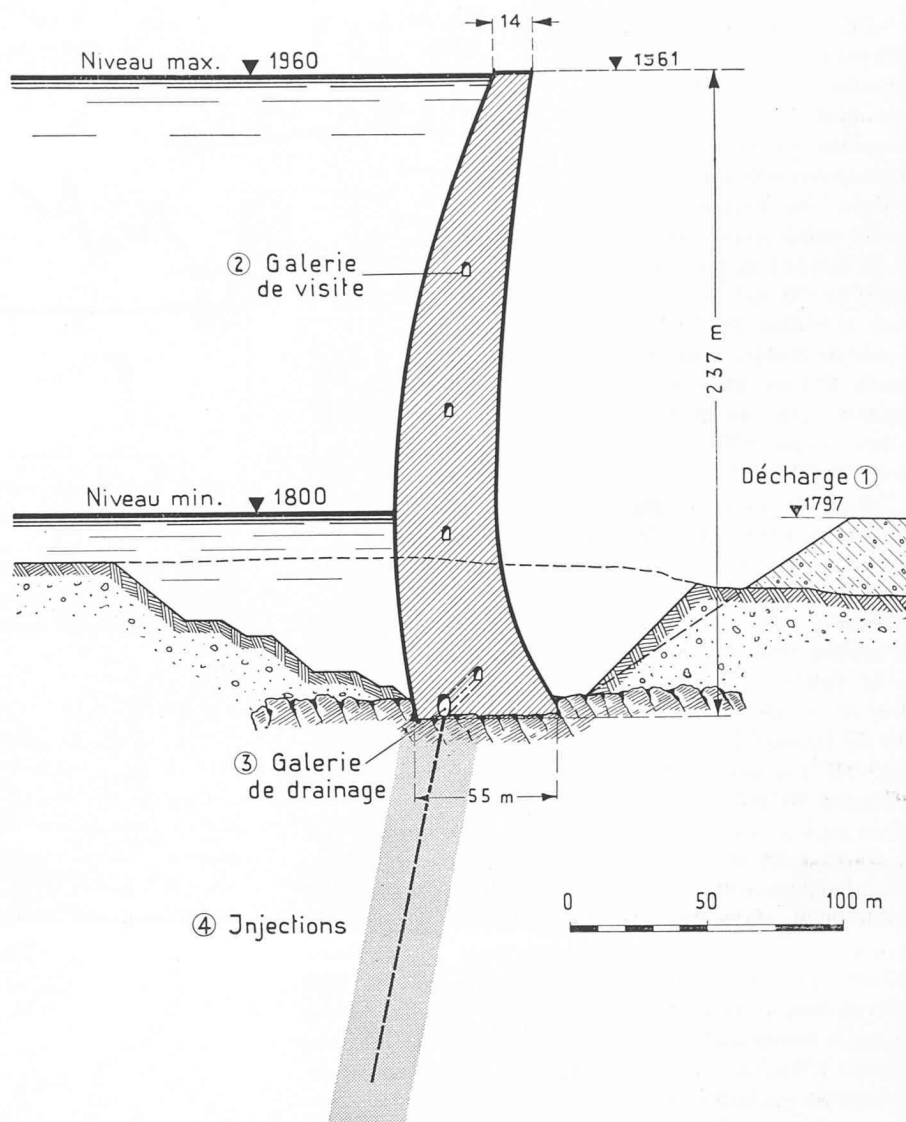 14
Niveau max. 1960
1361
② Galerie
de visite
237 m
Décharge ①
1797
Niveau min. 1800
③ Galerie
de drainage
55 m
0 50 100 m
④ Jnjections